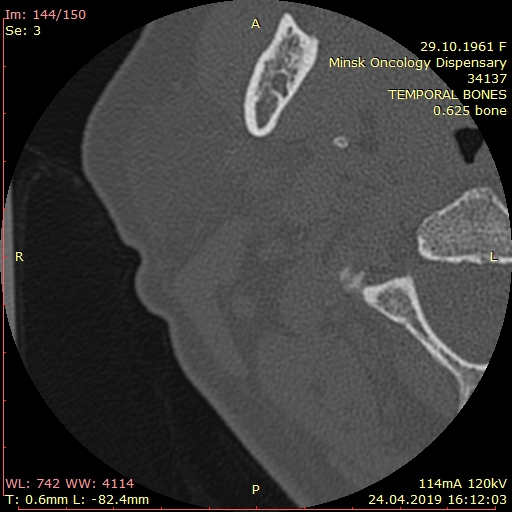 Im: 144/150
Se: 3
A
29.10.1961 F
Minsk Oncology Dispensary
34137
TEMPORAL BONES
0.625 bone
R
L
WL: 742 WW: 4114
T: 0.6mm L: -82.4mm
P
114mA 120kV
24.04.2019 16:12:03